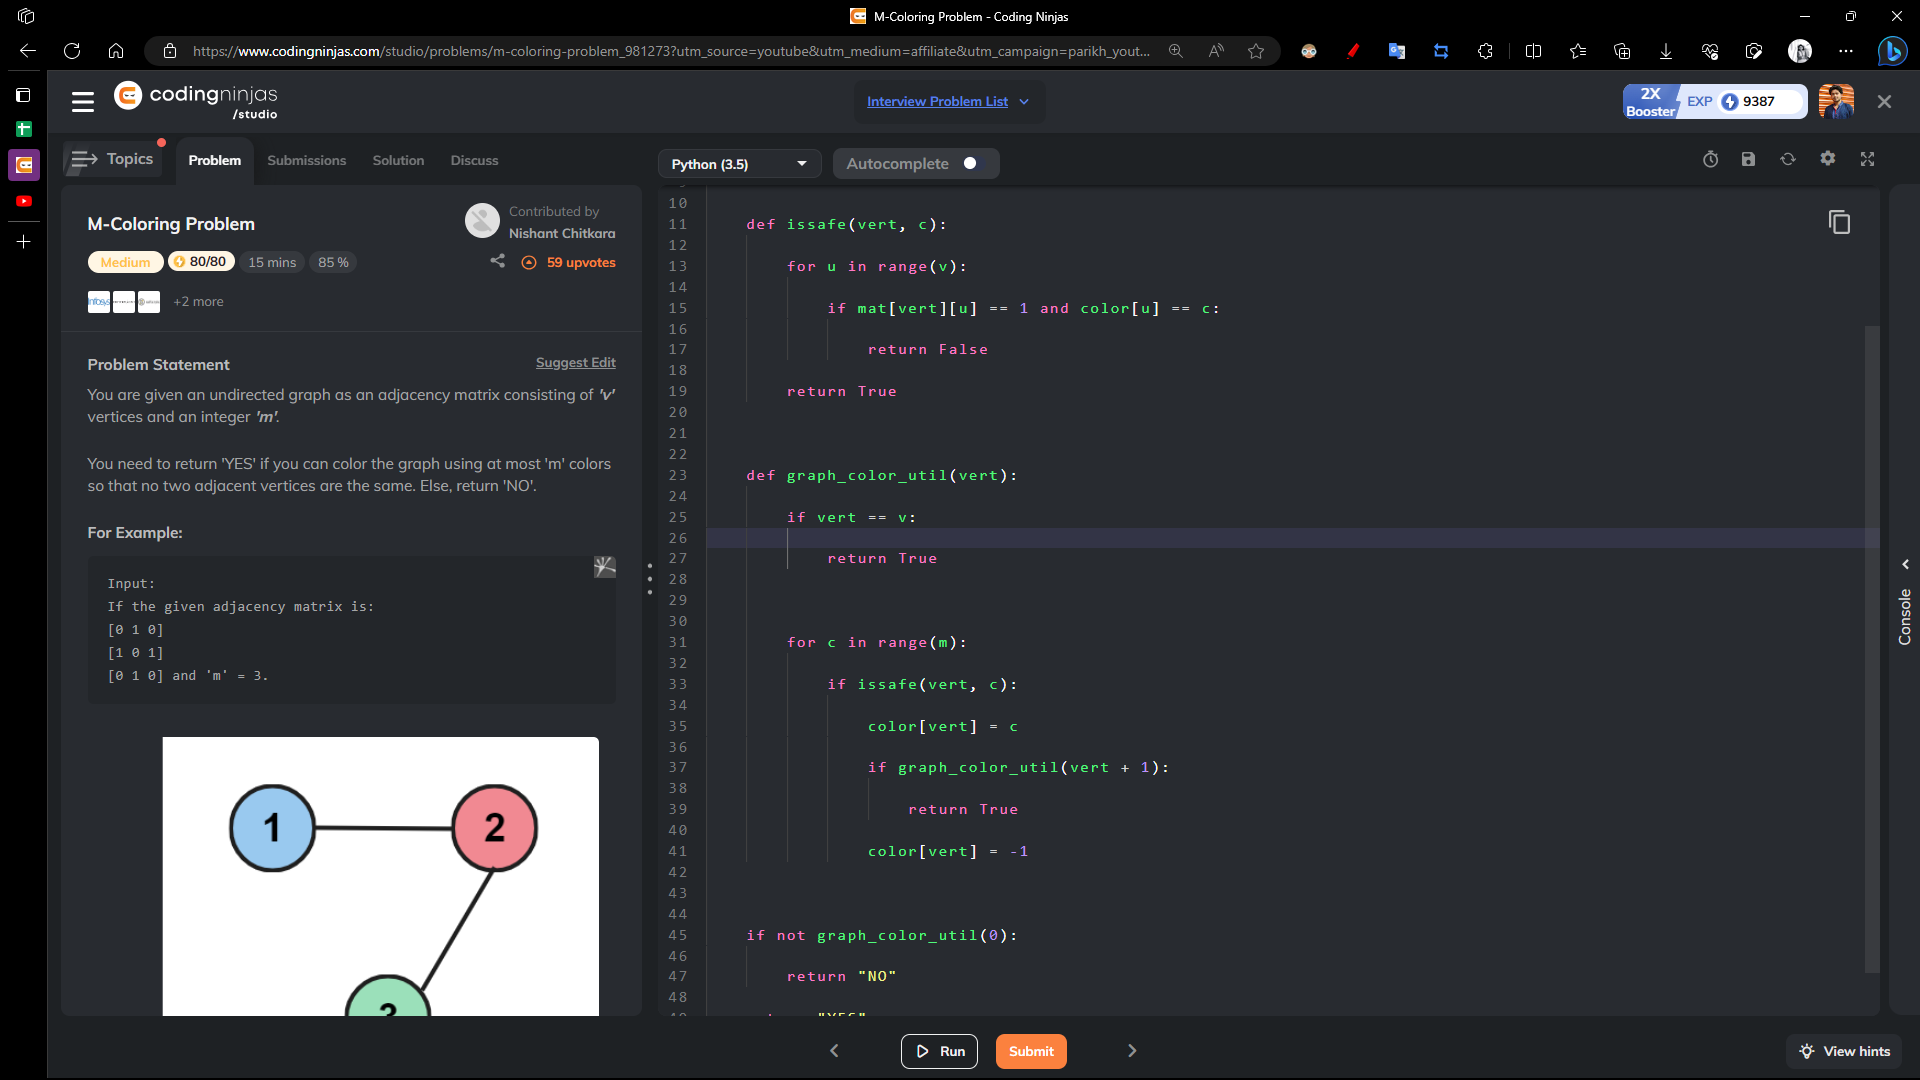 M-Coloring Problem - Coding Ninjas
https://www.codingninjas.com/studio/problems/m-coloring-problem_981273?utm_source=youtube&utm_medium=affiliate&utm_campaign=parikh_yout...
codingninjas
/studio
Interview Problem List
2X
Booster
EXP
9387
Topics
Problem
Submissions
Solution
Discuss
Python (3.5)
Autocomplete
M-Coloring Problem
Contributed by
Nishant Chitkara
Medium
80/80
15 mins
85 %
59 upvotes
Infosys
+2 more
Problem Statement
Suggest Edit
You are given an undirected graph as an adjacency matrix consisting of 'v'
vertices and an integer 'm'.
You need to return 'YES' if you can color the graph using at most 'm' colors
so that no two adjacent vertices are the same. Else, return 'NO'.
For Example:
Input:
If the given adjacency matrix is:
[0 1 0]
[1 0 1]
[0 1 0] and 'm' = 3.
1
2
3
10
11 def issafe(vert, c):
12
13 for u in range(v):
14
15 if mat[vert][u] == 1 and color[u] == c:
16
17 return False
18
19 return True
20
21
22
23 def graph_color_util(vert):
24
25 if vert == v:
26
27 return True
28
29
30
31 for c in range(m):
32
33 if issafe(vert, c):
34
35 color[vert] = c
36
37 if graph_color_util(vert + 1):
38
39 return True
40
41 color[vert] = -1
42
43
44
45 if not graph_color_util(0):
46
47 return "NO"
48
Console
Run
Submit
View hints